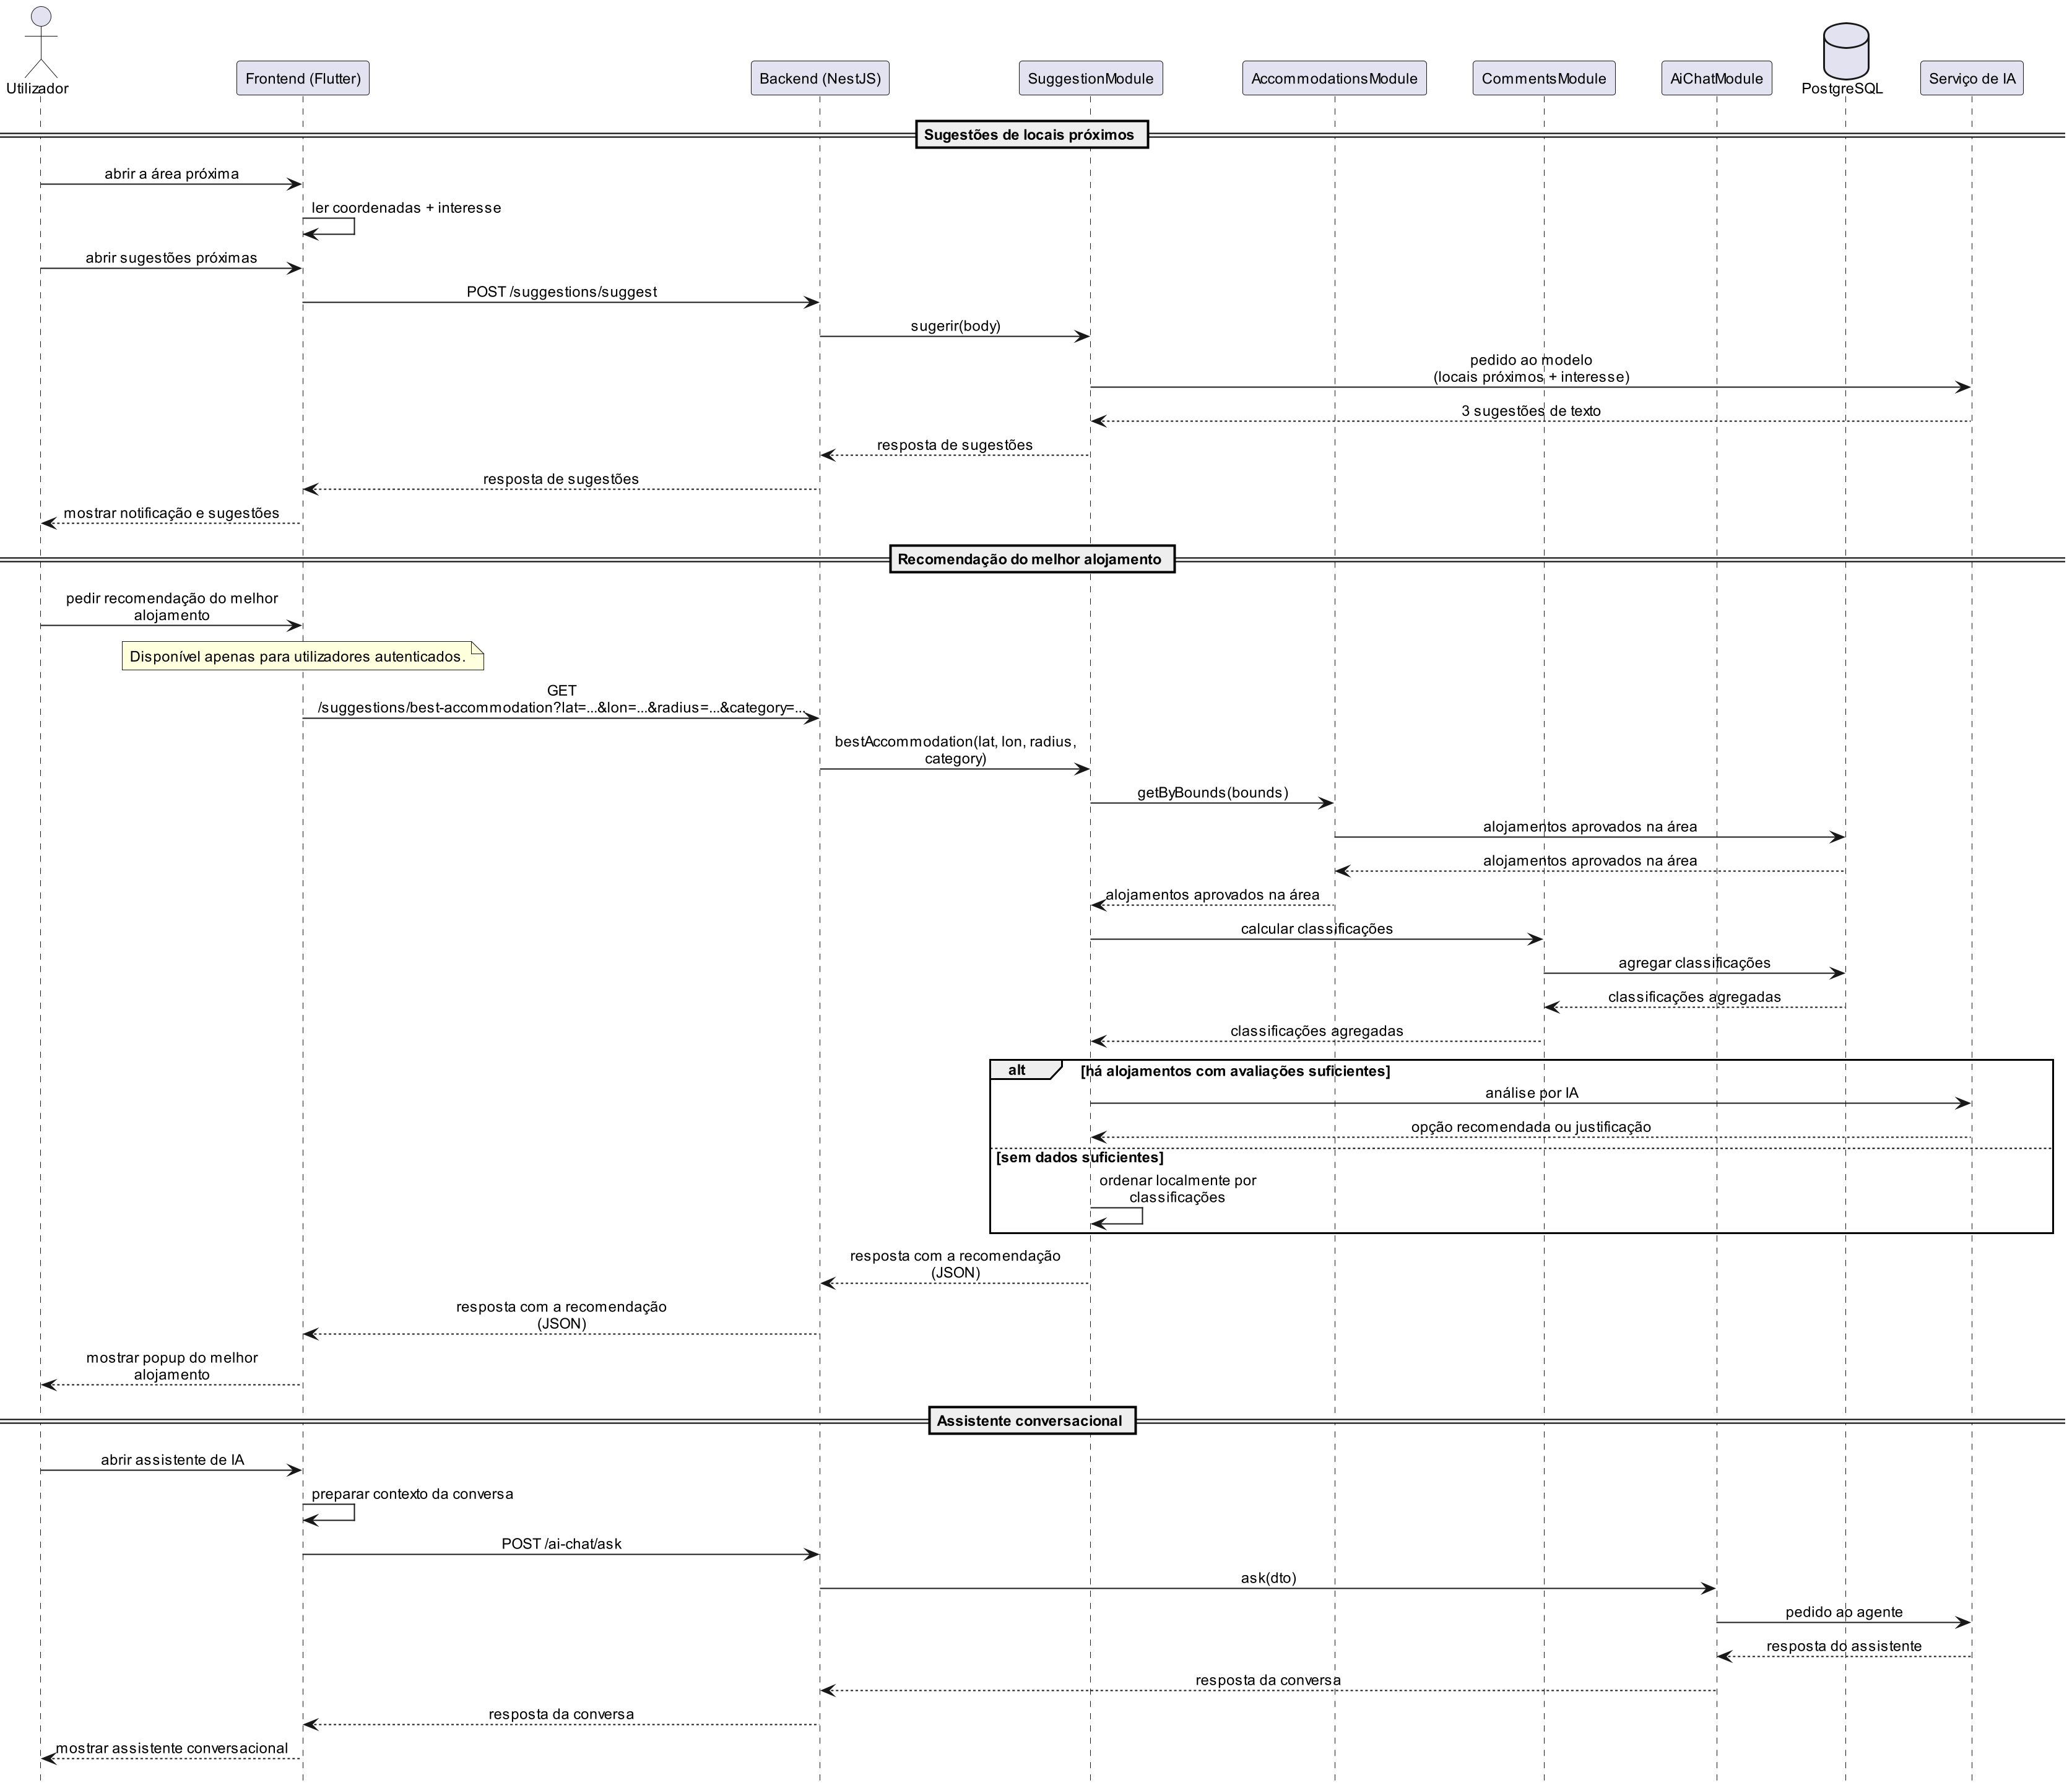 Utilizador
Frontend (Flutter)
Backend (NestJS)
SuggestionModule
AccommodationsModule
CommentsModule
AiChatModule
PostgreSQL
Serviço de IA
Sugestões de locais próximos
abrir a área próxima
ler coordenadas + interesse
abrir sugestões próximas
POST /suggestions/suggest
sugerir(body)
pedido ao modelo
(locais próximos + interesse)
3 sugestões de texto
resposta de sugestões
resposta de sugestões
mostrar notificação e sugestões
Recomendação do melhor alojamento
pedir recomendação do melhor
alojamento
Disponível apenas para utilizadores autenticados.
GET
/suggestions/best-accommodation?lat=...&lon=...&radius=...&category=...
bestAccommodation(lat, lon, radius,
category)
getByBounds(bounds)
alojamentos aprovados na área
alojamentos aprovados na área
alojamentos aprovados na área
calcular classificações
agregar classificações
classificações agregadas
classificações agregadas
alt
[há alojamentos com avaliações suficientes]
análise por IA
opção recomendada ou justificação
[sem dados suficientes]
ordenar localmente por
classificações
resposta com a recomendação
(JSON)
resposta com a recomendação
(JSON)
mostrar popup do melhor
alojamento
Assistente conversacional
abrir assistente de IA
preparar contexto da conversa
POST /ai-chat/ask
ask(dto)
pedido ao agente
resposta do assistente
resposta da conversa
resposta da conversa
mostrar assistente conversacional